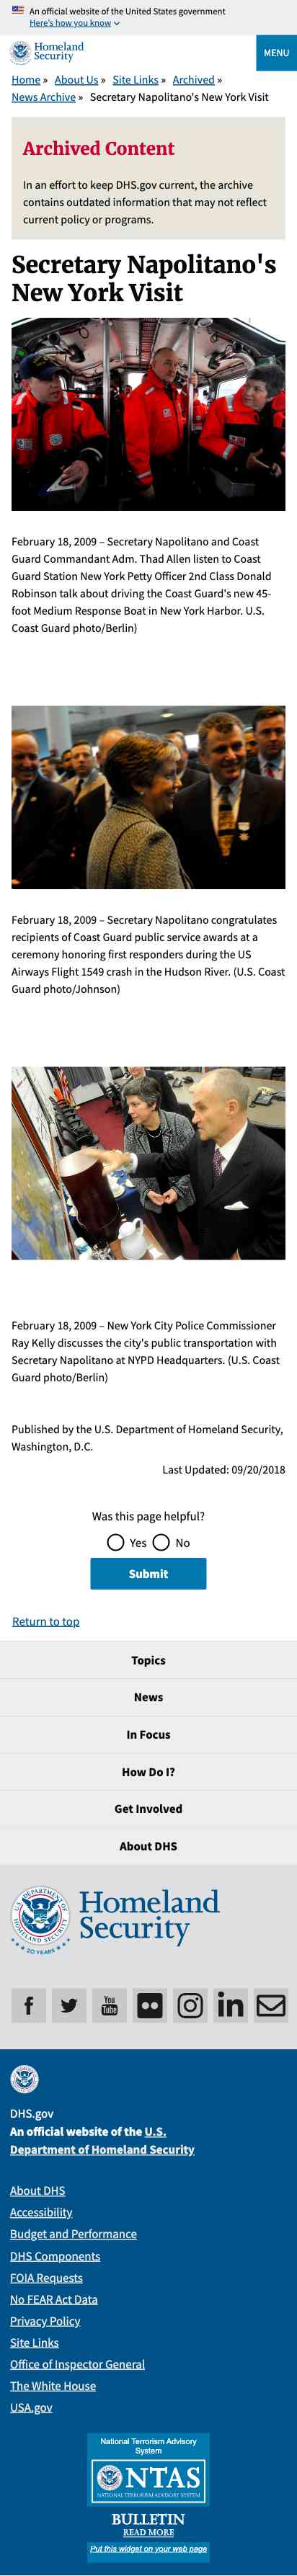 An official website of the United States government
Here's how you know
Homeland
Security
MENU
Home » About Us » Site Links » Archived »
News Archive » Secretary Napolitano's New York Visit
Archived Content
In an effort to keep DHS.gov current, the archive
contains outdated information that may not reflect
current policy or programs.
Secretary Napolitano's
New York Visit
February 18, 2009 – Secretary Napolitano and Coast
Guard Commandant Adm. Thad Allen listen to Coast
Guard Station New York Petty Officer 2nd Class Donald
Robinson talk about driving the Coast Guard's new 45-
foot Medium Response Boat in New York Harbor. U.S.
Coast Guard photo/Berlin)
February 18, 2009 – Secretary Napolitano congratulates
recipients of Coast Guard public service awards at a
ceremony honoring first responders during the US
Airways Flight 1549 crash in the Hudson River. (U.S. Coast
Guard photo/Johnson)
February 18, 2009 – New York City Police Commissioner
Ray Kelly discusses the city's public transportation with
Secretary Napolitano at NYPD Headquarters. (U.S. Coast
Guard photo/Berlin)
Published by the U.S. Department of Homeland Security,
Washington, D.C.
Last Updated: 09/20/2018
Was this page helpful?
Yes No
Submit
Return to top
Topics
News
In Focus
How Do I?
Get Involved
About DHS
Homeland
Security
20 YEARS
You
Tube
in
DHS.gov
An official website of the U.S.
Department of Homeland Security
About DHS
Accessibility
Budget and Performance
DHS Components
FOIA Requests
No FEAR Act Data
Privacy Policy
Site Links
Office of Inspector General
The White House
USA.gov
National Terrorism Advisory
System
NTAS
NATIONAL TERRORISM ADVISORY SYSTEM
BULLETIN
READ MORE
Put this widget on your web page